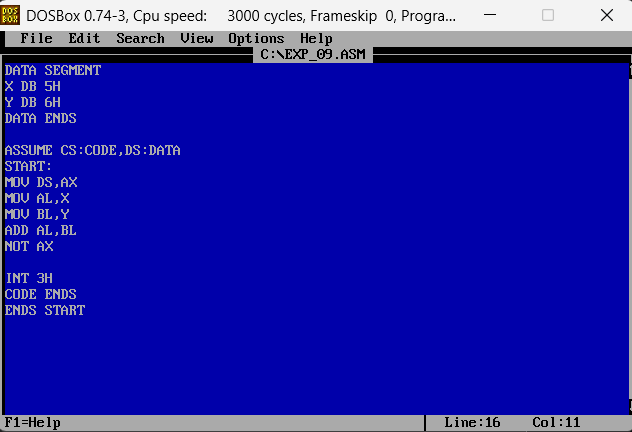 DOSBox 0.74-3, Cpu speed: 3000 cycles, Frameskip 0, Progra...
File Edit Search View Options Help
C:\EXP_09.ASM
DATA SEGMENT
X DB 5H
Y DB 6H
DATA ENDS
ASSUME CS:CODE,DS:DATA
START:
MOV DS,AX
MOV AL,X
MOV BL,Y
ADD AL,BL
NOT AX
INT 3H
CODE ENDS
ENDS START
F1=Help Line:16 Col:11